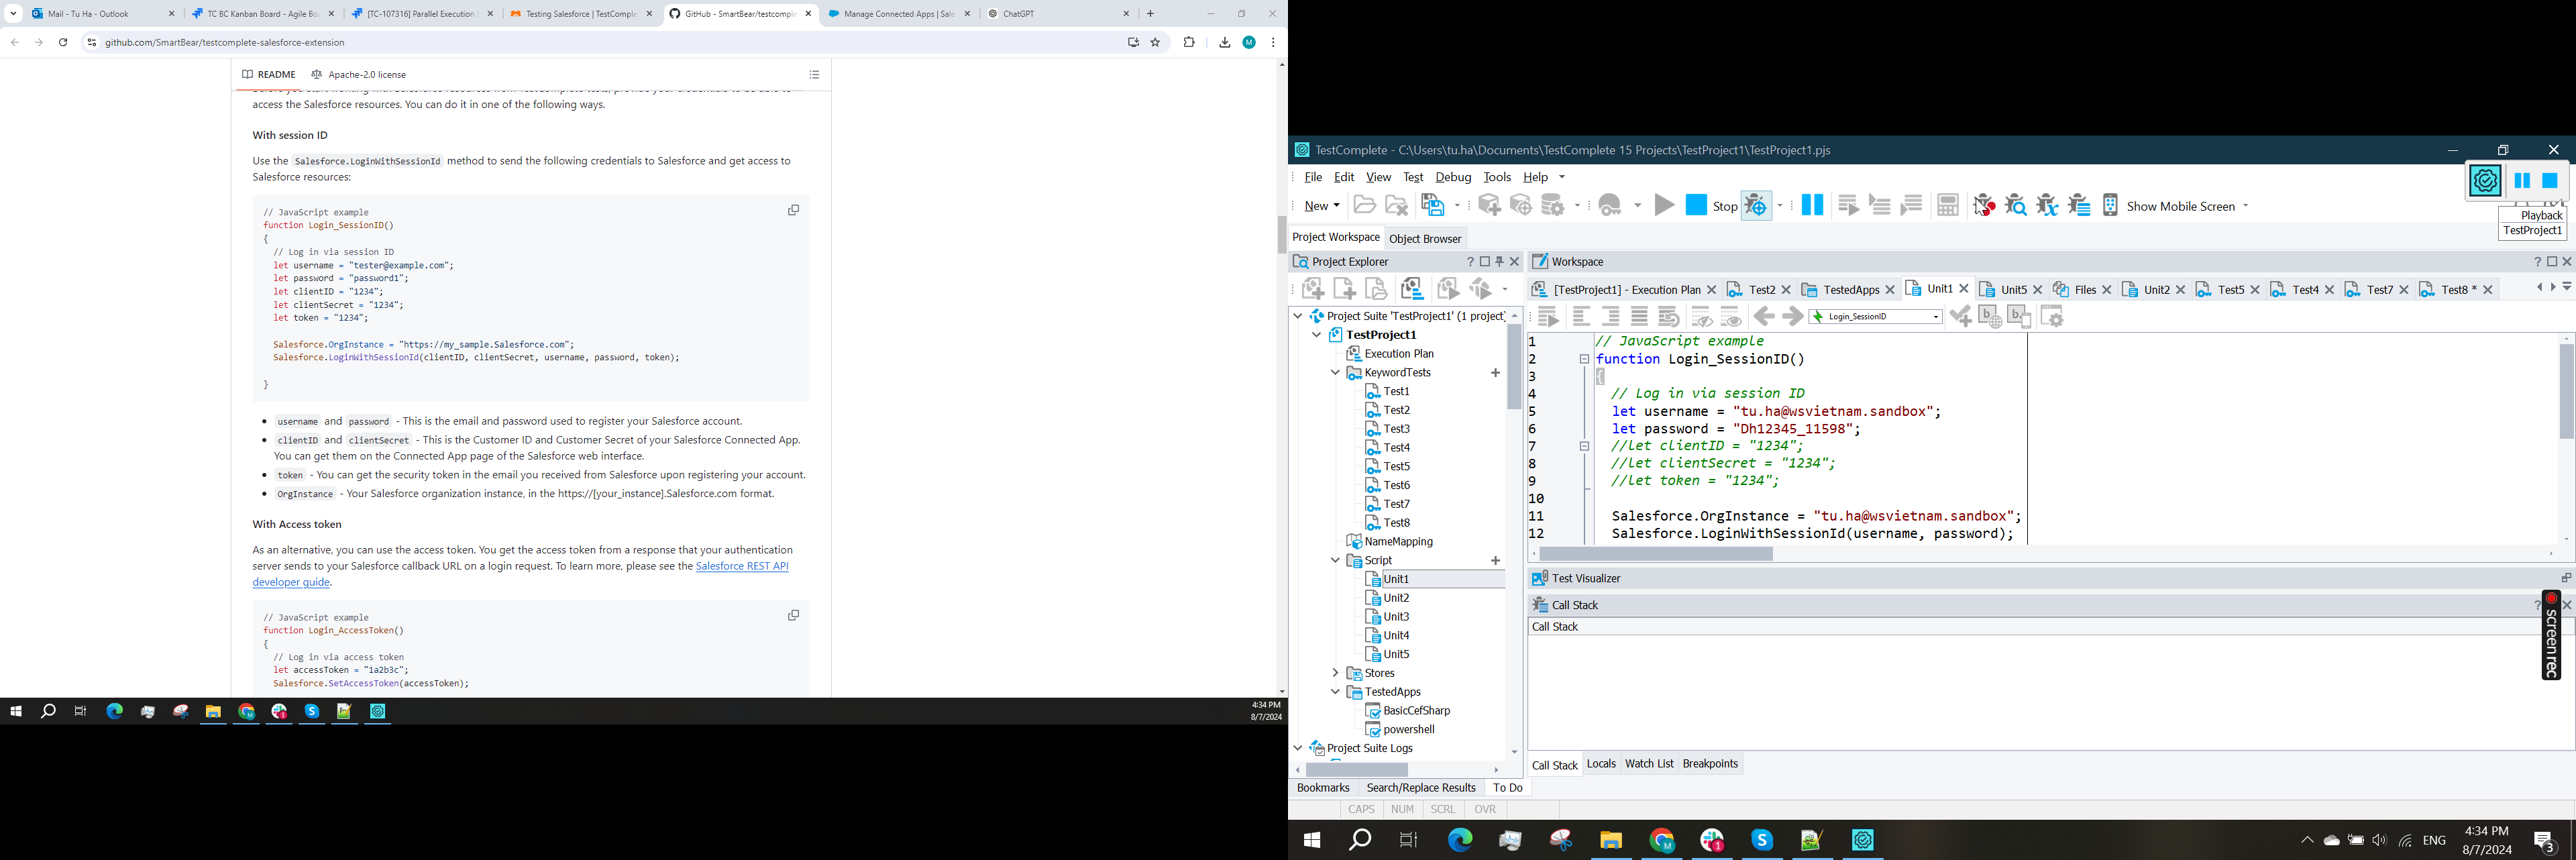 Mail - Tu Ha - Outlook
TC BC Kanban Board - Agile Bo
[TC-107316] Parallel Execution
Testing Salesforce | TestComple
GitHub - SmartBear/testcomple
Manage Connected Apps | Sale
ChatGPT
github.com/SmartBear/testcomplete-salesforce-extension
M
README
Apache-2.0 license
access the Salesforce resources. You can do it in one of the following ways.
With session ID
Use the Salesforce.LoginWithSessionId method to send the following credentials to Salesforce and get access to
Salesforce resources:
// JavaScript example
function Login_SessionID()
{
// Log in via session ID
let username = "tester@example.com";
let password = "password1";
let clientID = "1234";
let clientSecret = "1234";
let token = "1234";
Salesforce.OrgInstance = "https://my_sample.Salesforce.com";
Salesforce.LoginWithSessionId(clientID, clientSecret, username, password, token);
}
• username and password - This is the email and password used to register your Salesforce account.
• clientID and clientSecret - This is the Customer ID and Customer Secret of your Salesforce Connected App.
You can get them on the Connected App page of the Salesforce web interface.
• token - You can get the security token in the email you received from Salesforce upon registering your account.
• OrgInstance - Your Salesforce organization instance, in the https://[your_instance].Salesforce.com format.
With Access token
As an alternative, you can use the access token. You get the access token from a response that your authentication
server sends to your Salesforce callback URL on a login request. To learn more, please see the Salesforce REST API
developer guide.
// JavaScript example
function Login_AccessToken()
{
// Log in via access token
let accessToken = "1a2b3c";
Salesforce.SetAccessToken(accessToken);
4:34 PM
8/7/2024
TestComplete - C:\Users\tu.ha\Documents\TestComplete 15 Projects\TestProject1\TestProject1.pjs
File Edit View Test Debug Tools Help
New
Stop
Show Mobile Screen
Playback
TestProject1
Project Workspace
Object Browser
Project Explorer
Project Suite 'TestProject1' (1 project)
TestProject1
Execution Plan
KeywordTests
Test1
Test2
Test3
Test4
Test5
Test6
Test7
Test8
NameMapping
Script
Unit1
Unit2
Unit3
Unit4
Unit5
Stores
TestedApps
BasicCefSharp
powershell
Project Suite Logs
Bookmarks
Search/Replace Results
To Do
Workspace
[TestProject1] - Execution Plan
Test2
TestedApps
Unit1
Unit5
Files
Unit2
Test5
Test4
Test7
Test8 *
Login_SessionID
1 // JavaScript example
2 function Login_SessionID()
3 {
4 // Log in via session ID
5 let username = "tu.ha@wsvietnam.sandbox";
6 let password = "Dh12345_11598";
7 //let clientID = "1234";
8 //let clientSecret = "1234";
9 //let token = "1234";
10
11 Salesforce.OrgInstance = "tu.ha@wsvietnam.sandbox";
12 Salesforce.LoginWithSessionId(username, password);
Test Visualizer
Call Stack
Call Stack
Call Stack
Locals
Watch List
Breakpoints
screenrec
CAPS NUM SCRL OVR
ENG
4:34 PM
8/7/2024
3